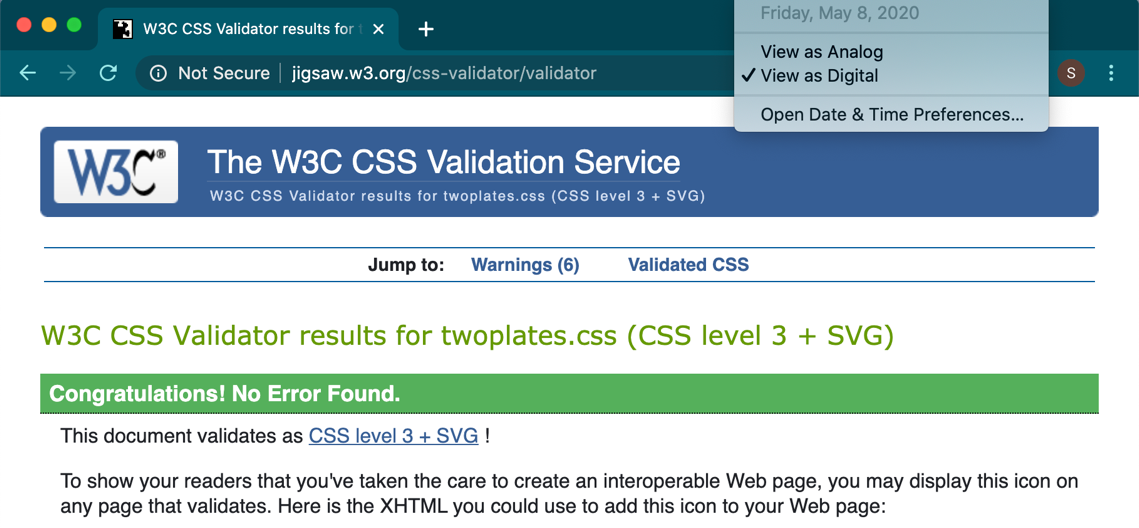 W3C CSS Validator results for t
Friday, May 8, 2020
View as Analog
✓ View as Digital
Open Date & Time Preferences...
Not Secure | jigsaw.w3.org/css-validator/validator
S
W3C®
The W3C CSS Validation Service
W3C CSS Validator results for twoplates.css (CSS level 3 + SVG)
Jump to: Warnings (6) Validated CSS
W3C CSS Validator results for twoplates.css (CSS level 3 + SVG)
Congratulations! No Error Found.
This document validates as CSS level 3 + SVG !
To show your readers that you've taken the care to create an interoperable Web page, you may display this icon on
any page that validates. Here is the XHTML you could use to add this icon to your Web page: